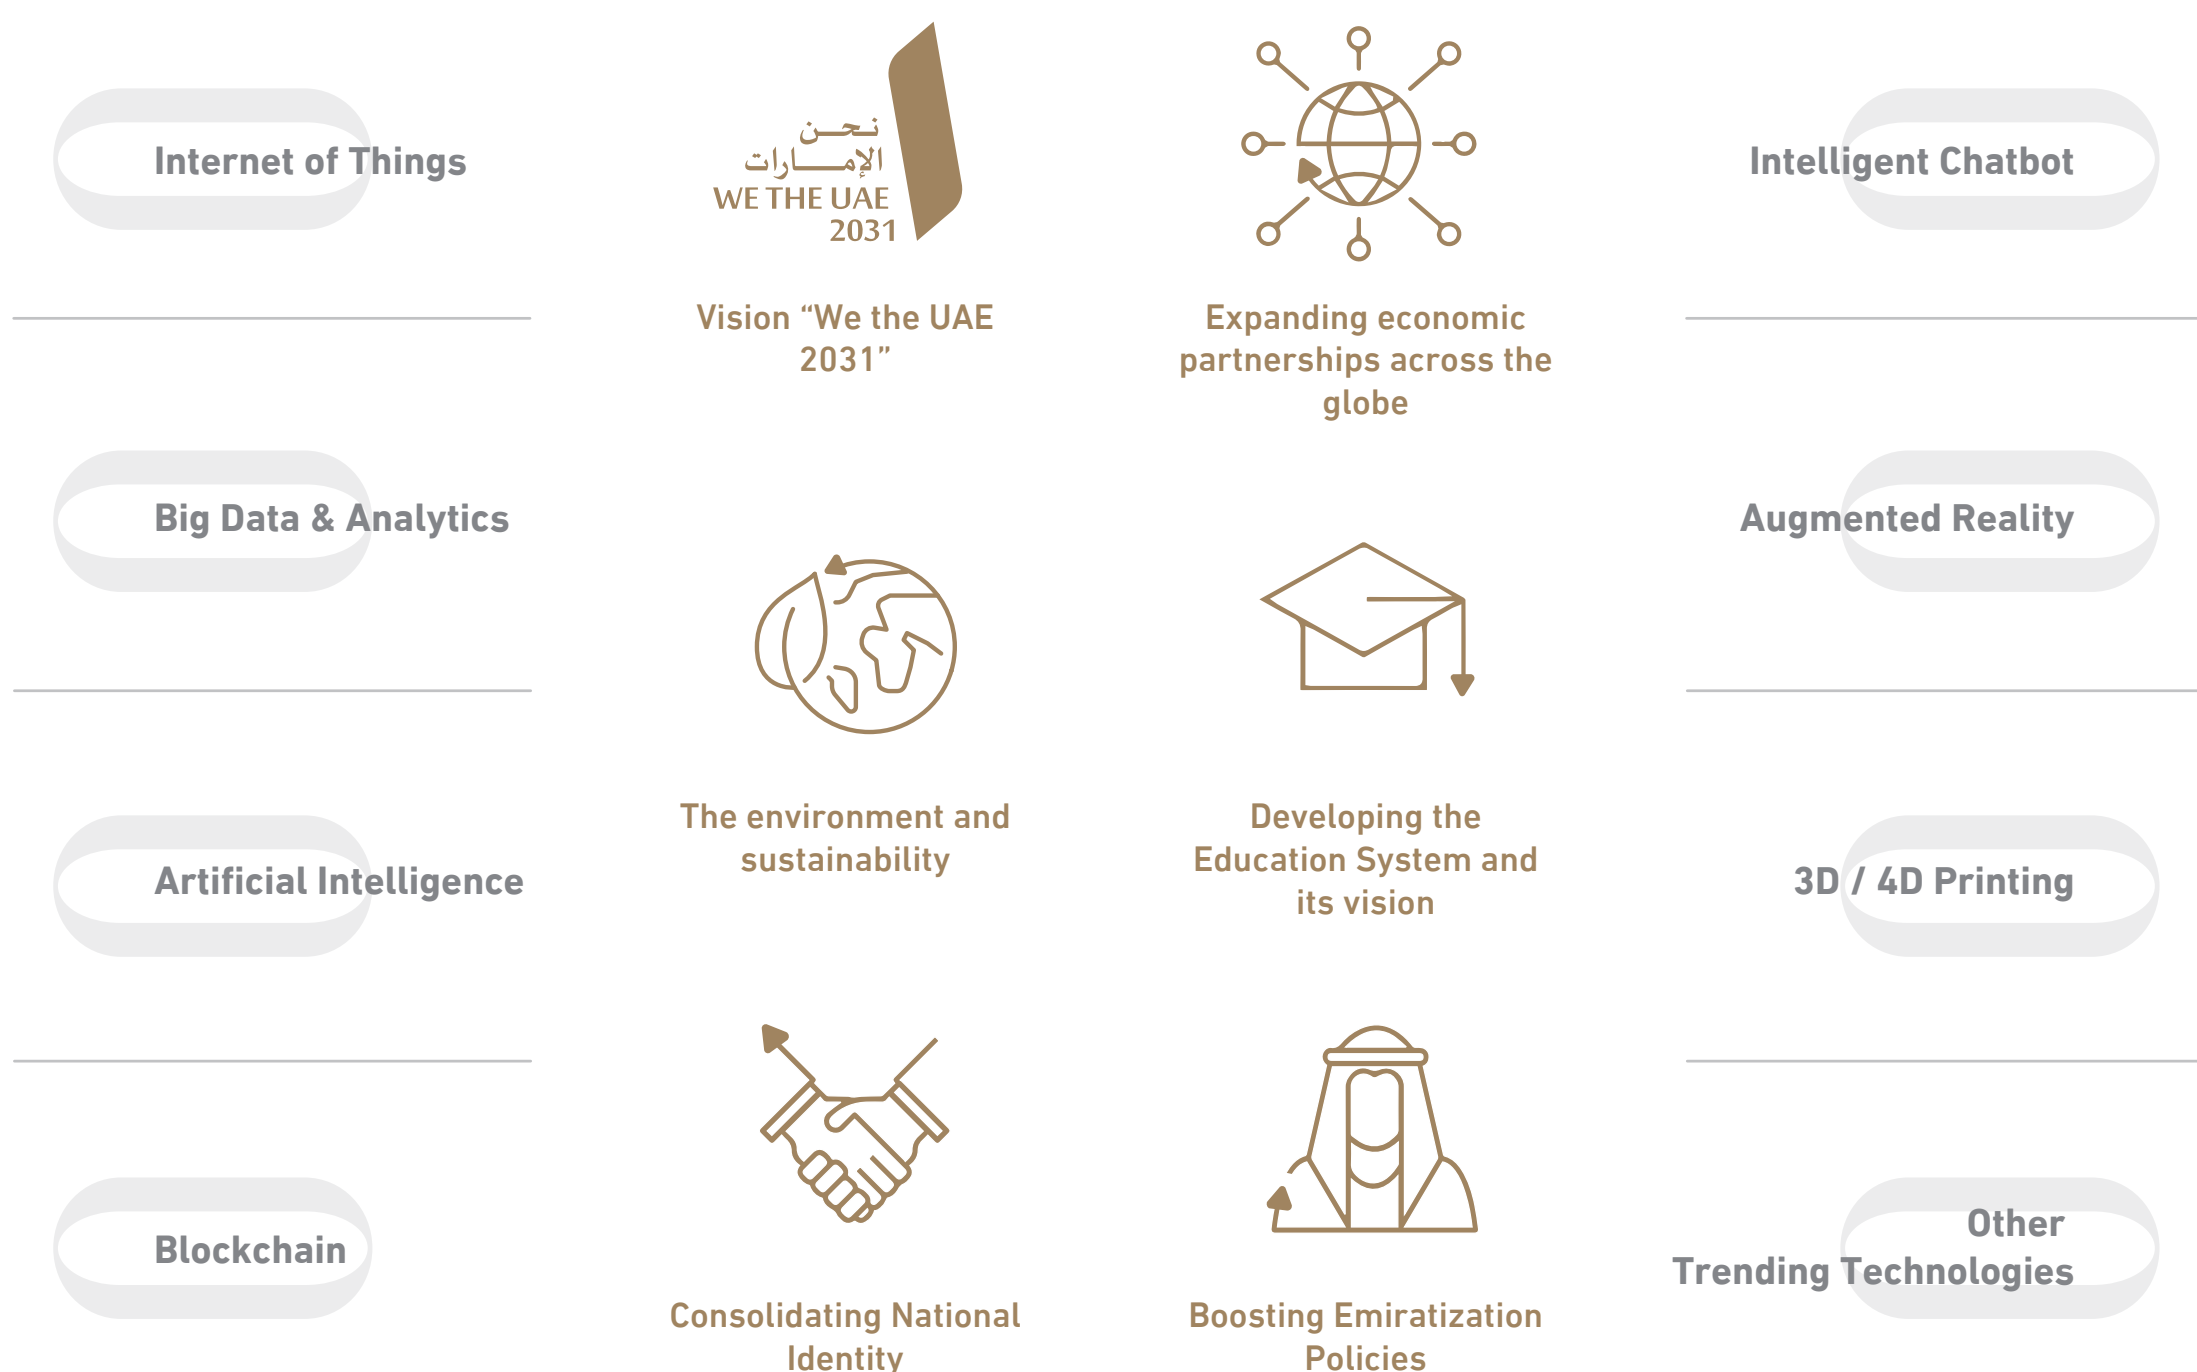 Internet of Things
Big Data & Analytics
Artificial Intelligence
Blockchain
نحن
الإمارات
WE THE UAE
2031
Vision “We the UAE
2031”
Expanding economic
partnerships across the
globe
The environment and
sustainability
Developing the
Education System and
its vision
Consolidating National
Identity
Boosting Emiratization
Policies
Intelligent Chatbot
Augmented Reality
3D / 4D Printing
Other
Trending Technologies